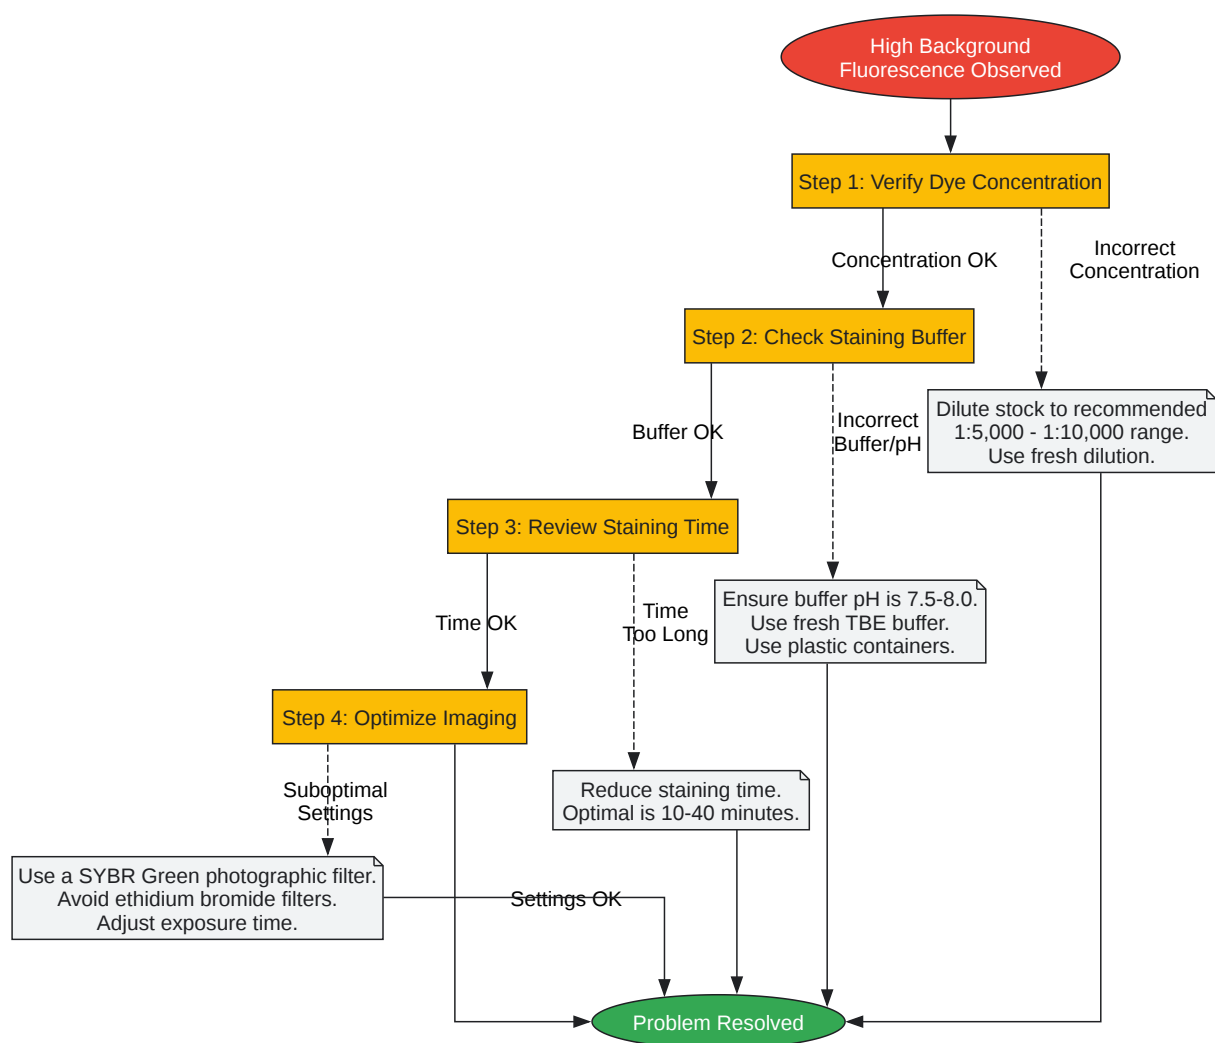 High Background
Fluorescence Observed
Step 1: Verify Dye Concentration
Concentration OK
Incorrect
Concentration
Step 2: Check Staining Buffer
Dilute stock to recommended
1:5,000 - 1:10,000 range.
Use fresh dilution.
Buffer OK
Incorrect
Buffer/pH
Step 3: Review Staining Time
Ensure buffer pH is 7.5-8.0.
Use fresh TBE buffer.
Use plastic containers.
Time OK
Time
Too Long
Step 4: Optimize Imaging
Reduce staining time.
Optimal is 10-40 minutes.
Suboptimal
Settings
Use a SYBR Green photographic filter.
Avoid ethidium bromide filters.
Adjust exposure time.
Settings OK
Problem Resolved